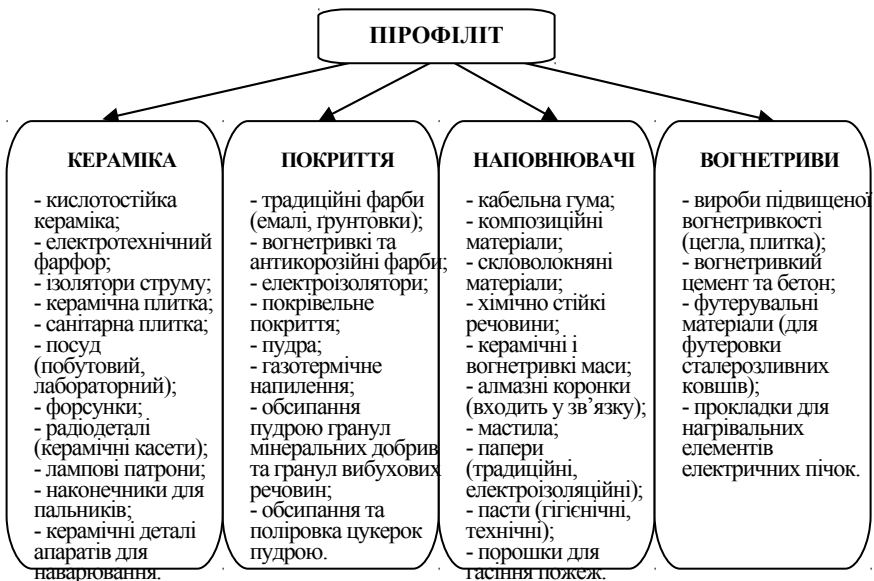 ПІРОФІЛІТ
КЕРАМІКА
- кислотостійка
кераміка;
- електротехнічний
фарфор;
- ізолятори струму;
- керамічна плитка;
- санітарна плитка;
- посуд
(побутовий,
лабораторний);
- форсунки;
- радіодеталі
(керамічні касети);
- лампові патрони;
- наконечники для
пальників;
- керамічні деталі
апаратів для
наварювання.
ПОКРИТТЯ
- традиційні фарби
(емалі, ґрунтовки);
- вогнетривкі та
антикорозійні фарби;
- електроізолятори;
- покрівельне
покриття;
- пудра;
- газотермічне
напилення;
- обсипання
пудрою гранул
мінеральних добрив
та гранул вибухових
речовин;
- обсипання та
поліровка цукерок
пудрою.
НАПОВНЮВАЧІ
- кабельна гума;
- композиційні
матеріали;
- скловолокняні
матеріали;
- хімічно стійкі
речовини;
- керамічні і
вогнетривкі маси;
- алмазні коронки
(входить у зв’язку);
- мастила;
- папери
(традиційні,
електроізоляційні);
- пасти (гігієнічні,
технічні);
- порошки для
гасіння пожеж.
ВОГНЕТРИВИ
- вироби підвищеної
вогнетривкості
(цегла, плитка);
- вогнетривкий
цемент та бетон;
- футерувальні
матеріали (для
футеровки
сталерозливних
ковшів);
- прокладки для
нагрівальних
елементів
електричних пічок.